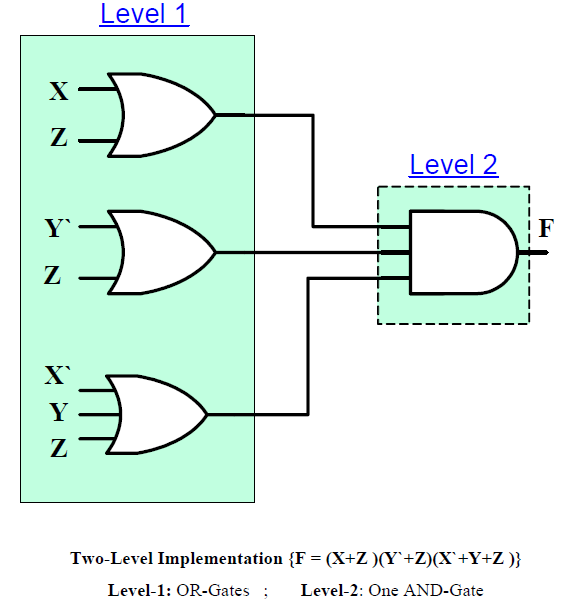 Level 1
X
Z
Level 2
Y`
Z
F
X`
Y
Z
Two-Level Implementation {F = (X+Z )(Y`+Z)(X`+Y+Z )}
Level-1: OR-Gates ; Level-2: One AND-Gate